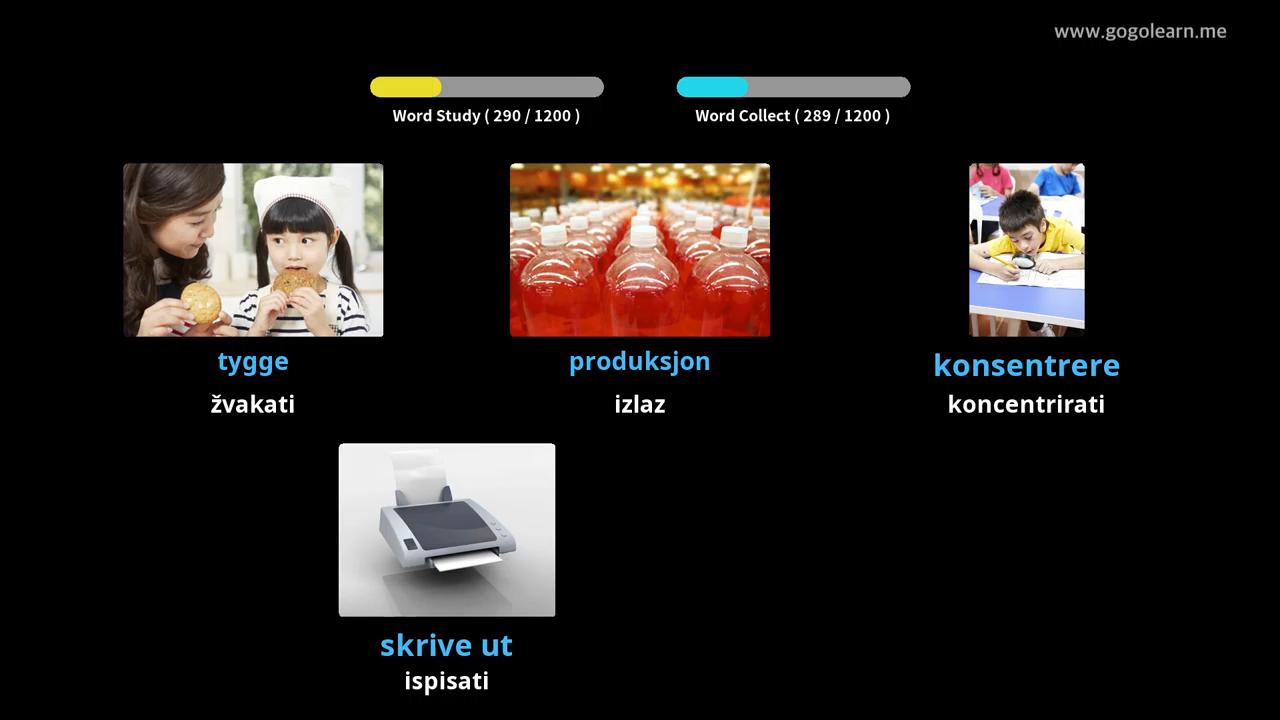 www.gogolearn.me
Word Study ( 290 / 1200 )
Word Collect ( 289 / 1200 )
tygge
produksjon
konsentrere
žvakati
izlaz
koncentrirati
skrive ut
ispisati